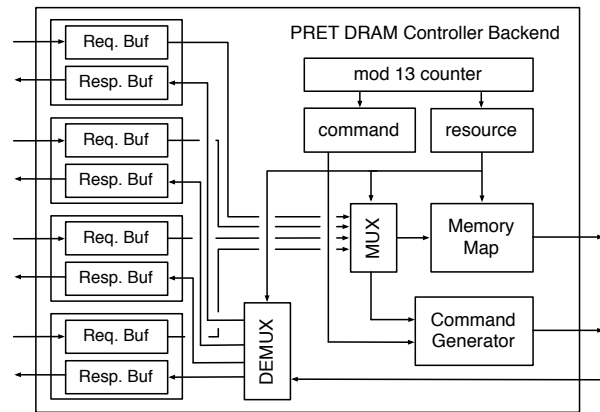 PRET DRAM Controller Backend
Req. Buf
Resp. Buf
mod 13 counter
command
resource
Req. Buf
Resp. Buf
MUX
Memory
Map
Req. Buf
Resp. Buf
DEMUX
Command
Generator
Req. Buf
Resp. Buf